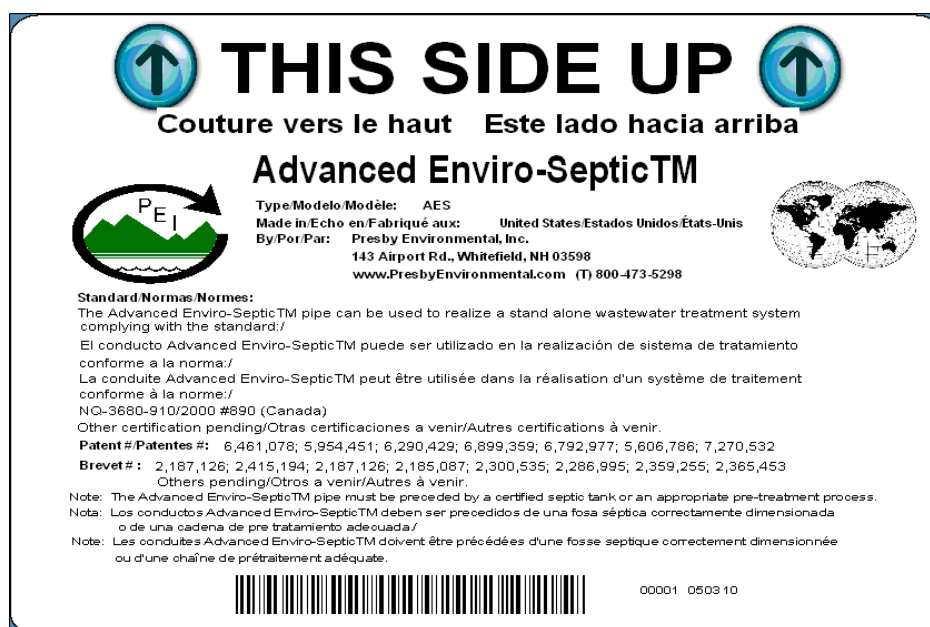 THIS SIDE UP
Couture vers le haut Este lado hacia arriba
Advanced Enviro-SepticTM
PEI
Type/Modelo/Modèle: AES
Made in/Echo en/Fabriqué aux: United States/Estados Unidos/États-Unis
By/Por/Par: Presby Environmental, Inc.
143 Airport Rd., Whitefield, NH 03598
www.PresbyEnvironmental.com (T) 800-473-5298
Standard/Normas/Normes:
The Advanced Enviro-SepticTM pipe can be used to realize a stand alone wastewater treatment system
complying with the standard:/
El conducto Advanced Enviro-SepticTM puede ser utilizado en la realización de sistema de tratamiento
conforme a la norma:/
La conduite Advanced Enviro-SepticTM peut être utilisée dans la réalisation d'un système de traitement
conforme à la norme:/
NQ-3680-910/2000 #890 (Canada)
Other certification pending/Otras certificaciones a venir/Autres certifications à venir.
Patent #/Patentes #: 6,461,078; 5,954,451; 6,290,429; 6,899,359; 6,792,977; 5,606,786; 7,270,532
Brevet # : 2,187,126; 2,415,194; 2,187,126; 2,185,087; 2,300,535; 2,286,995; 2,359,255; 2,365,453
Others pending/Otros a venir/Autres à venir.
Note: The Advanced Enviro-SepticTM pipe must be preceded by a certified septic tank or an appropriate pre-treatment process.
Nota: Los conductos Advanced Enviro-SepticTM deben ser precedidos de una fosa séptica correctamente dimensionada
o de una cadena de pre tratamiento adecuada./
Note: Les conduites Advanced Enviro-SepticTM doivent être précédées d'une fosse septique correctement dimensionnée
ou d'une chaîne de prétraitement adéquate.
00001 050310